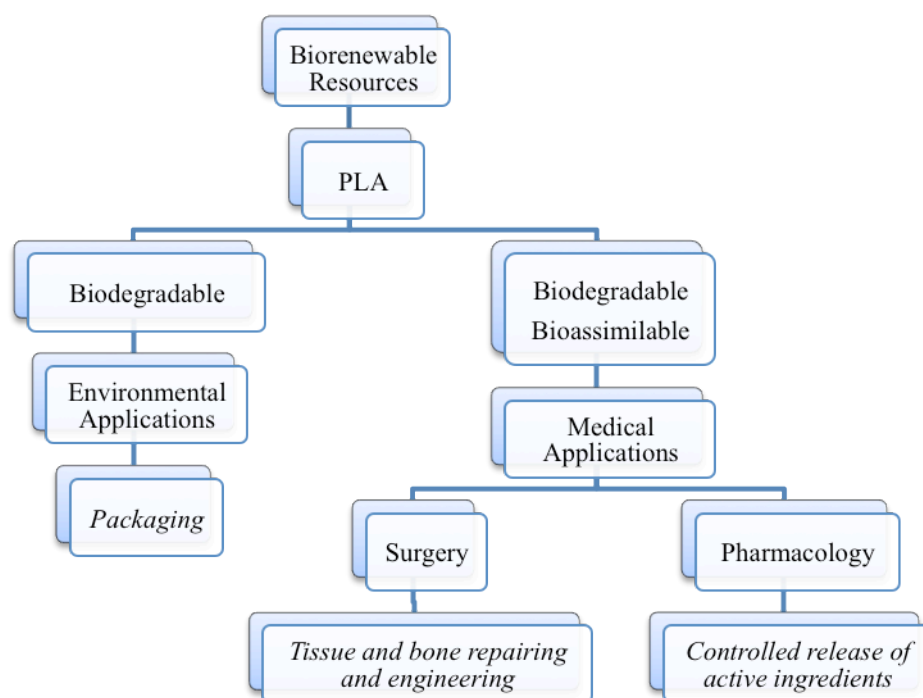 Biorenewable
Resources
PLA
Biodegradable
Biodegradable
Bioassimilable
Environmental
Applications
Medical
Applications
Packaging
Surgery
Pharmacology
Tissue and bone repairing
and engineering
Controlled release of
active ingredients